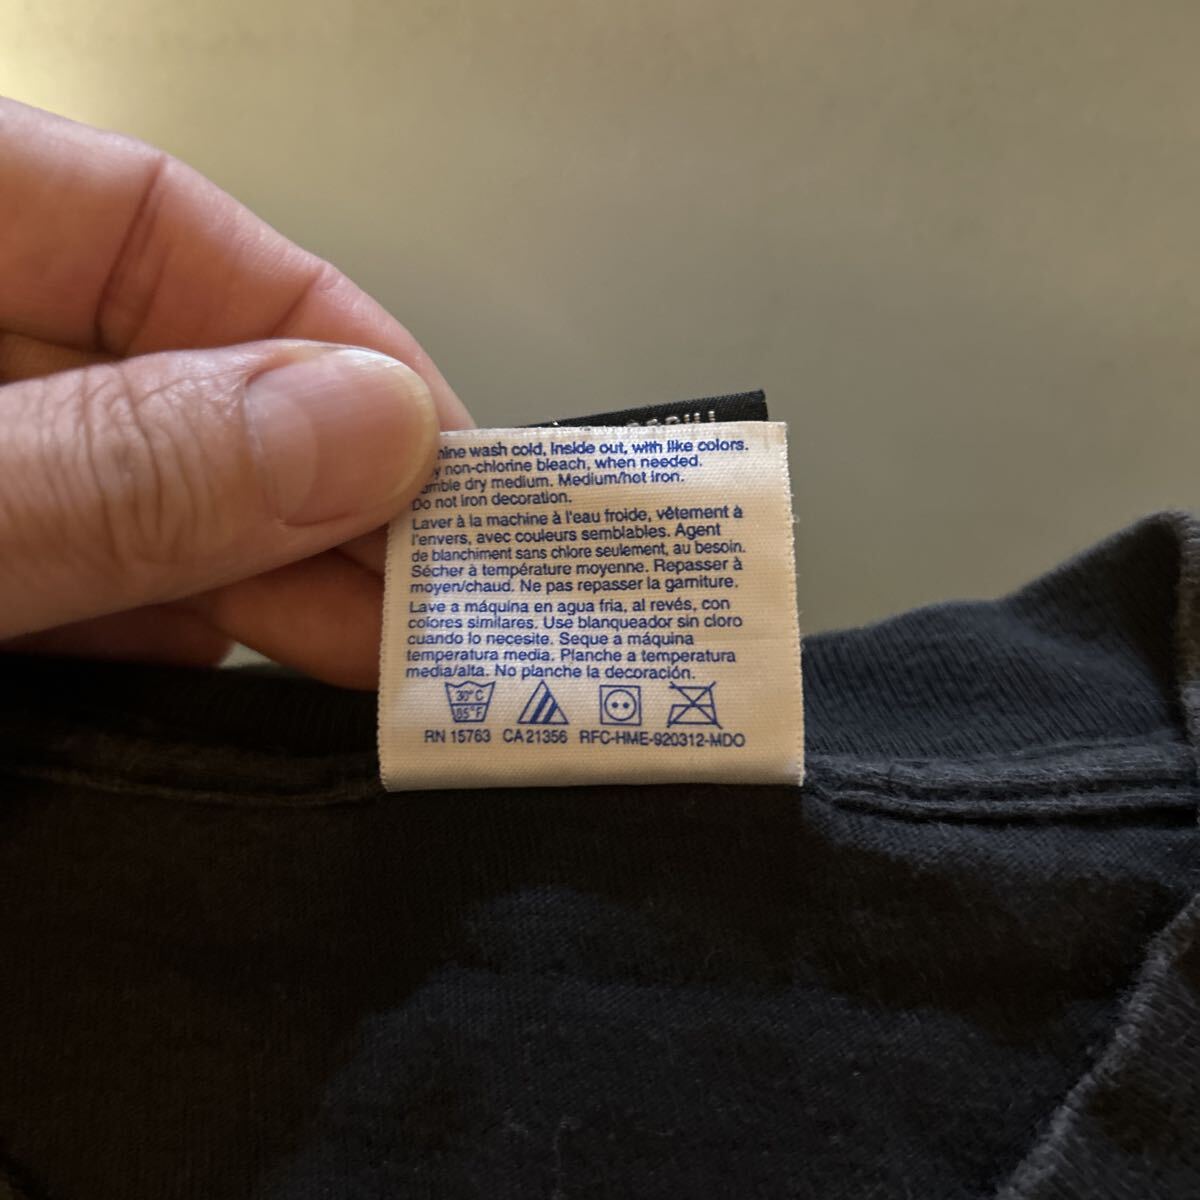 wash cold, inside out, with like colors.
non-chlorine bleach, when needed.
dry medium. Medium/hot iron.
Do not iron decoration.
Laver à la machine à l'eau froide, vêtement à
l'envers, avec couleurs semblables. Agent
de blanchiment sans chlore seulement, au besoin.
Sécher à température moyenne. Repasser à
moyen/chaud. Ne pas repasser la garniture.
Lave a máquina en agua fria, al revés, con
colores similares. Use blanqueador sin cloro
cuando lo necesite. Seque a máquina
temperatura media. Planche a temperatura
media/alta. No planche la decoración.
30°C
85°F
RN 15763 CA 21356 RFC-HME-920312-MDO